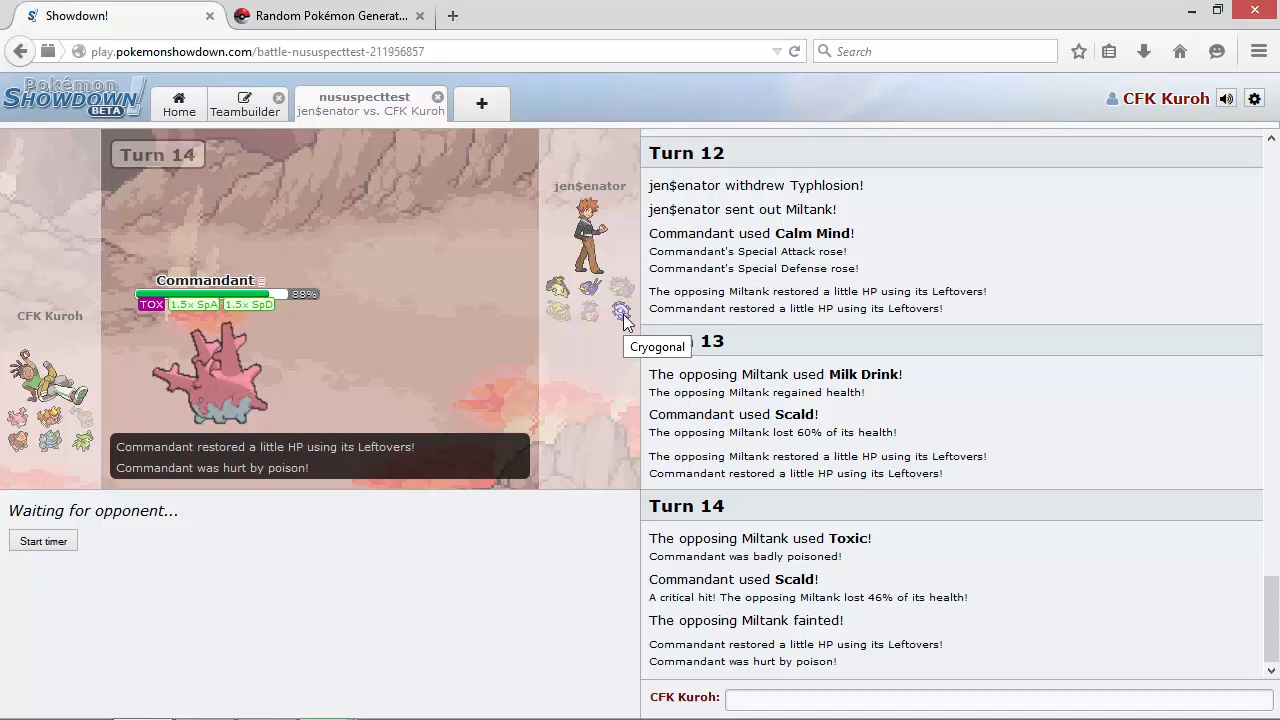 Showdown!
Random Pokémon Generat...
play.pokemonshowdown.com/battle-nususpecttest-211956857
Search
Pokémon
SHOWDOWN!
BETA
Home
Teambuilder
nususpecttest
jen$enator vs. CFK Kuroh
CFK Kuroh
Turn 14
jen$enator
Commandant
88%
TOX 1.5× SpA 1.5× SpD
CFK Kuroh
Cryogonal
Commandant restored a little HP using its Leftovers!
Commandant was hurt by poison!
Waiting for opponent...
Start timer
Turn 12
jen$enator withdrew Typhlosion!
jen$enator sent out Miltank!
Commandant used Calm Mind!
Commandant's Special Attack rose!
Commandant's Special Defense rose!
The opposing Miltank restored a little HP using its Leftovers!
Commandant restored a little HP using its Leftovers!
13
The opposing Miltank used Milk Drink!
The opposing Miltank regained health!
Commandant used Scald!
The opposing Miltank lost 60% of its health!
The opposing Miltank restored a little HP using its Leftovers!
Commandant restored a little HP using its Leftovers!
Turn 14
The opposing Miltank used Toxic!
Commandant was badly poisoned!
Commandant used Scald!
A critical hit! The opposing Miltank lost 46% of its health!
The opposing Miltank fainted!
Commandant restored a little HP using its Leftovers!
Commandant was hurt by poison!
CFK Kuroh: